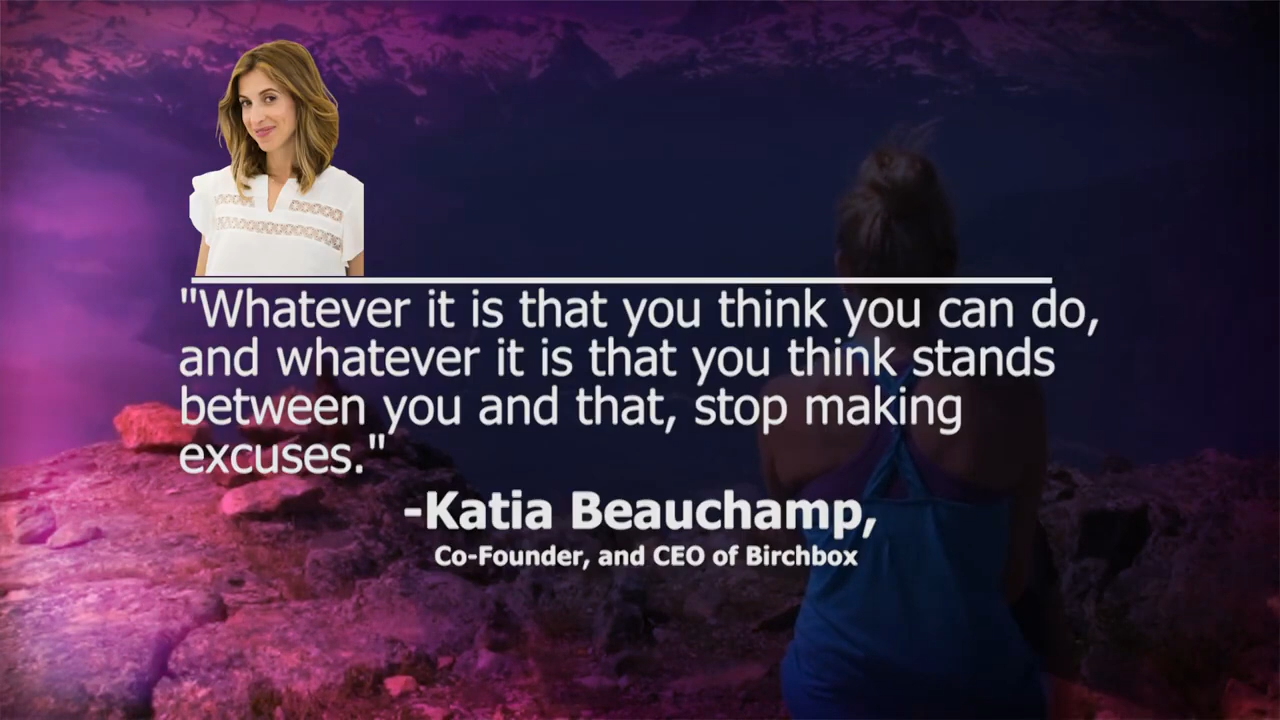 "Whatever it is that you think you can do,
and whatever it is that you think stands
between you and that, stop making
excuses."
-Katia Beauchamp,
Co-Founder, and CEO of Birchbox